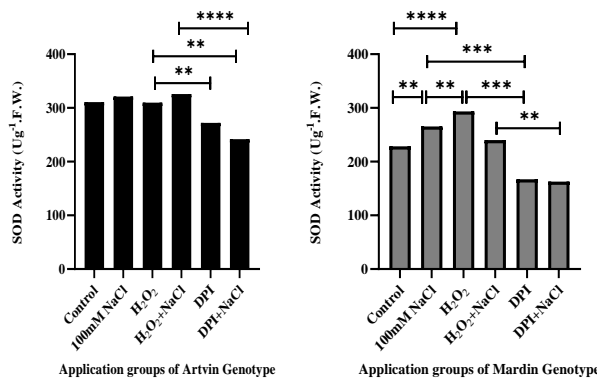 ****
**
**
SOD Activity (Ug⁻¹.F.W.)
400
300
200
100
0
Control
100mM NaCl
H₂O₂
H₂O₂+NaCl
DPI
DPI+NaCl
Application groups of Artvin Genotype
****
***
** ** ***
**
SOD Activity (Ug⁻¹.F.W.)
400
300
200
100
0
Control
100mM NaCl
H₂O₂
H₂O₂+NaCl
DPI
DPI+NaCl
Application groups of Mardin Genotype